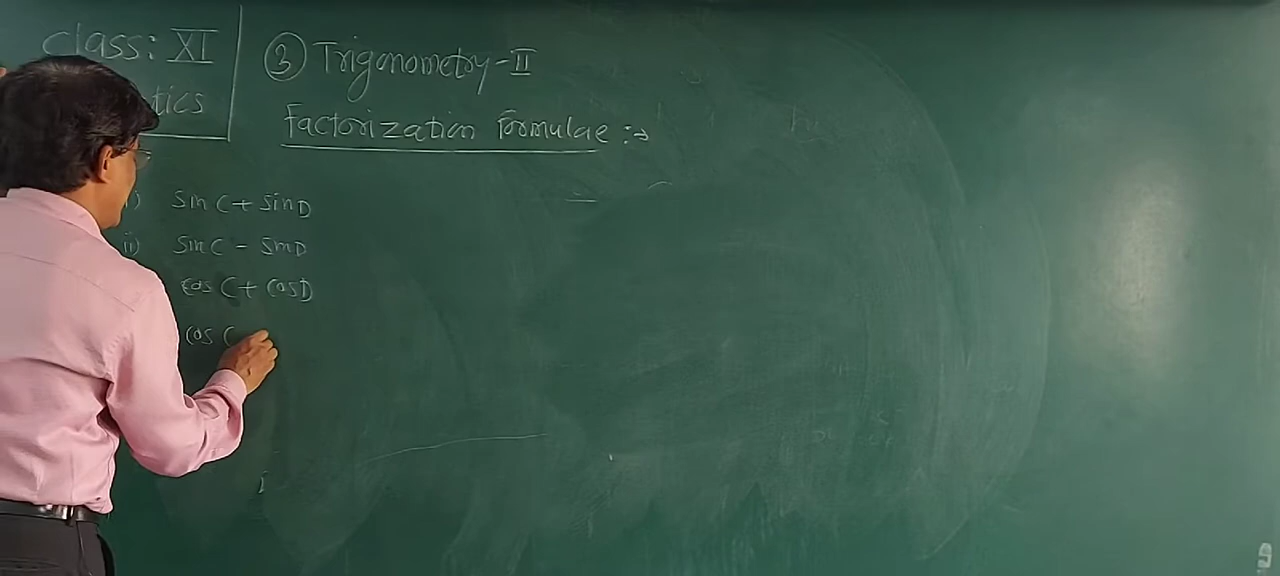 class: XI
tics
③ Trigonometry-II
Factorization Formulae :→
i) Sin C + Sin D
ii) Sin C - Sin D
Cos C + Cos D
Cos C